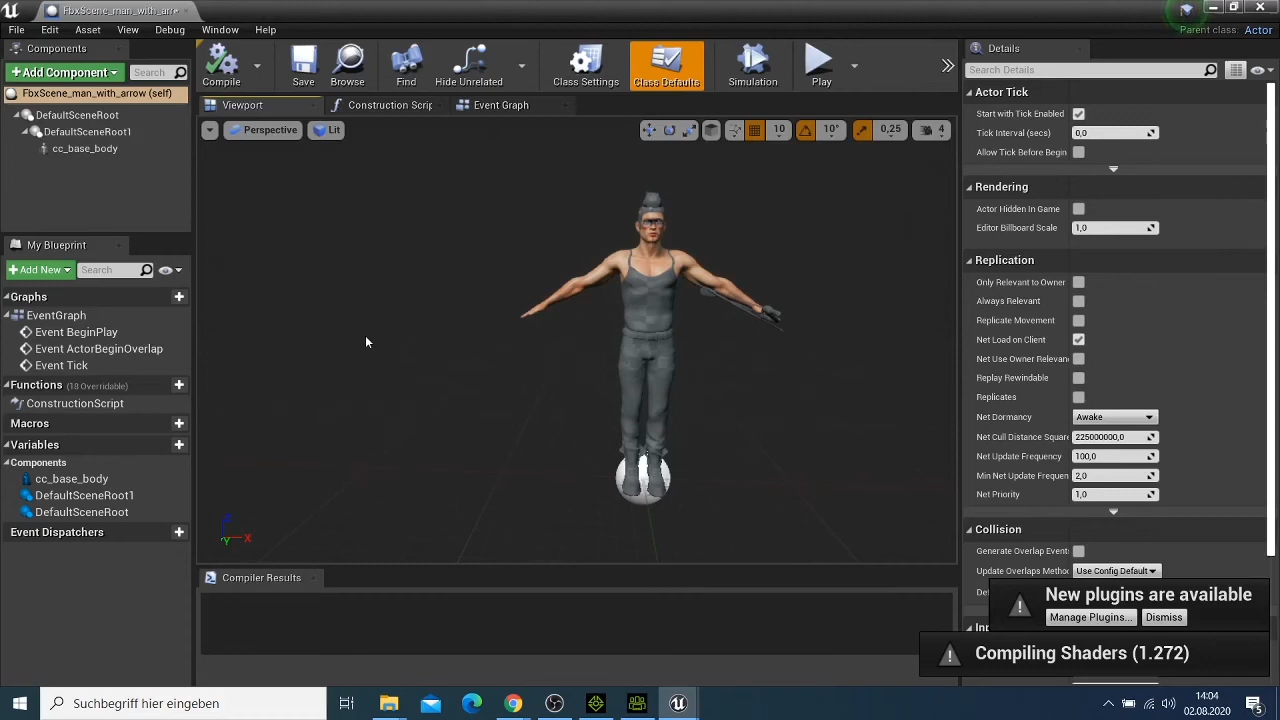 FbxScene_man_with_arrow
File Edit Asset View Debug Window Help
Parent class: Actor
Components
+Add Component Search
FbxScene_man_with_arrow (self)
DefaultSceneRoot
DefaultSceneRoot1
cc_base_body
My Blueprint
+Add New Search
Graphs
EventGraph
Event BeginPlay
Event ActorBeginOverlap
Event Tick
Functions (18 Overridable)
ConstructionScript
Macros
Variables
Components
cc_base_body
DefaultSceneRoot1
DefaultSceneRoot
Event Dispatchers
Compile Save Browse Find Hide Unrelated Class Settings Class Defaults Simulation Play
Viewport Construction Scrip Event Graph
Perspective Lit 10 10° 0,25 4
Z X Y
Compiler Results
Details
Search Details
Actor Tick
Start with Tick Enabled
Tick Interval (secs) 0,0
Allow Tick Before Begin
Rendering
Actor Hidden In Game
Editor Billboard Scale 1,0
Replication
Only Relevant to Owner
Always Relevant
Replicate Movement
Net Load on Client
Net Use Owner Relevan
Replay Rewindable
Replicates
Net Dormancy Awake
Net Cull Distance Square 225000000,0
Net Update Frequency 100,0
Min Net Update Frequen 2,0
Net Priority 1,0
Collision
Generate Overlap Event
Update Overlaps Metho Use Config Default
De
Inp
New plugins are available
Manage Plugins... Dismiss
Compiling Shaders (1.272)
Suchbegriff hier eingeben
14:04
02.08.2020
5